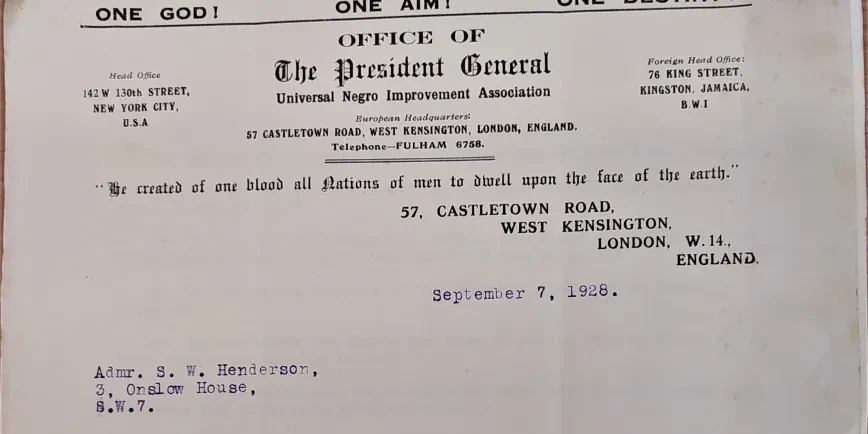 ONE GOD! ONE AIM! ONE DESTINY!
OFFICE OF
The President General
Universal Negro Improvement Association
Head Office
142 W 130th STREET,
NEW YORK CITY,
U.S.A
European Headquarters:
57 CASTLETOWN ROAD, WEST KENSINGTON, LONDON, ENGLAND.
Telephone—FULHAM 6758.
Foreign Head Office:
76 KING STREET,
KINGSTON, JAMAICA,
B.W.I
"He created of one blood all Nations of men to dwell upon the face of the earth."
57, CASTLETOWN ROAD,
WEST KENSINGTON,
LONDON, W.14.,
ENGLAND.
September 7, 1928.
Admr. S. W. Henderson,
3, Onslow House,
S.W.7.